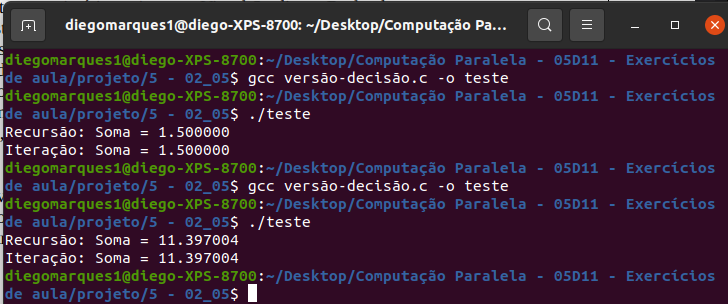 diegomarques1@diego-XPS-8700: ~/Desktop/Computação Pa...
diegomarques1@diego-XPS-8700:~/Desktop/Computação Paralela - 05D11 - Exercícios
de aula/projeto/5 - 02_05$ gcc versão-decisão.c -o teste
diegomarques1@diego-XPS-8700:~/Desktop/Computação Paralela - 05D11 - Exercícios
de aula/projeto/5 - 02_05$ ./teste
Recursão: Soma = 1.500000
Iteração: Soma = 1.500000
diegomarques1@diego-XPS-8700:~/Desktop/Computação Paralela - 05D11 - Exercícios
de aula/projeto/5 - 02_05$ gcc versão-decisão.c -o teste
diegomarques1@diego-XPS-8700:~/Desktop/Computação Paralela - 05D11 - Exercícios
de aula/projeto/5 - 02_05$ ./teste
Recursão: Soma = 11.397004
Iteração: Soma = 11.397004
diegomarques1@diego-XPS-8700:~/Desktop/Computação Paralela - 05D11 - Exercícios
de aula/projeto/5 - 02_05$